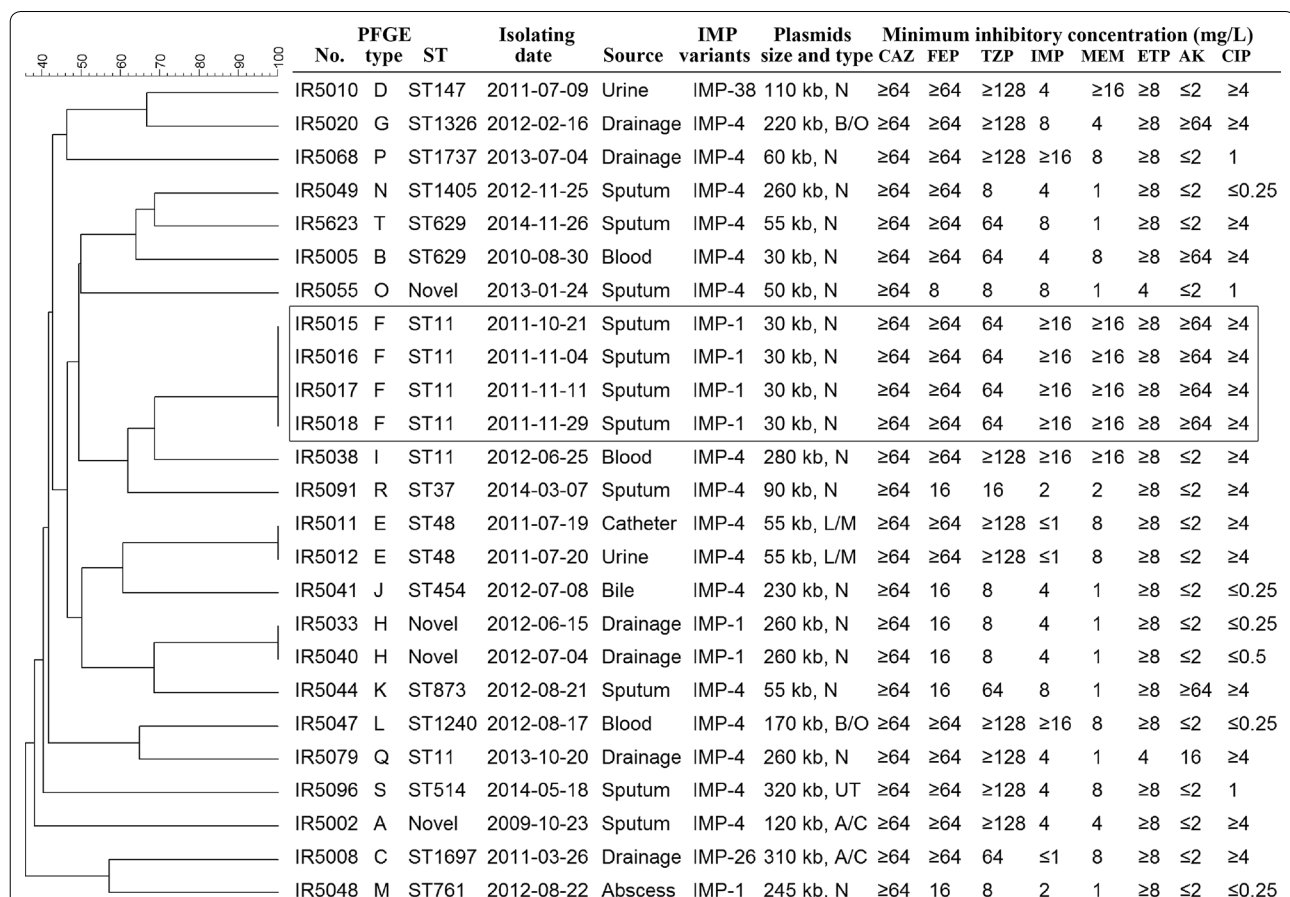 40 50 60 70 80 90 100
No. PFGE type ST Isolating date Source IMP variants Plasmids size and type Minimum inhibitory concentration (mg/L)
CAZ FEP TZP IMP MEM ETP AK CIP
IR5010 D ST147 2011-07-09 Urine IMP-38 110 kb, N ≥64 ≥64 ≥128 4 ≥16 ≥8 ≤2 ≥4
IR5020 G ST1326 2012-02-16 Drainage IMP-4 220 kb, B/O ≥64 ≥64 ≥128 8 4 ≥8 ≥64 ≥4
IR5068 P ST1737 2013-07-04 Drainage IMP-4 60 kb, N ≥64 ≥64 ≥128 ≥16 8 ≥8 ≤2 1
IR5049 N ST1405 2012-11-25 Sputum IMP-4 260 kb, N ≥64 ≥64 8 4 1 ≥8 ≤2 ≤0.25
IR5623 T ST629 2014-11-26 Sputum IMP-4 55 kb, N ≥64 ≥64 64 8 1 ≥8 ≤2 ≥4
IR5005 B ST629 2010-08-30 Blood IMP-4 30 kb, N ≥64 ≥64 64 4 8 ≥8 ≥64 ≥4
IR5055 O Novel 2013-01-24 Sputum IMP-4 50 kb, N ≥64 8 8 8 1 4 ≤2 1
IR5015 F ST11 2011-10-21 Sputum IMP-1 30 kb, N ≥64 ≥64 64 ≥16 ≥16 ≥8 ≥64 ≥4
IR5016 F ST11 2011-11-04 Sputum IMP-1 30 kb, N ≥64 ≥64 64 ≥16 ≥16 ≥8 ≥64 ≥4
IR5017 F ST11 2011-11-11 Sputum IMP-1 30 kb, N ≥64 ≥64 64 ≥16 ≥16 ≥8 ≥64 ≥4
IR5018 F ST11 2011-11-29 Sputum IMP-1 30 kb, N ≥64 ≥64 64 ≥16 ≥16 ≥8 ≥64 ≥4
IR5038 I ST11 2012-06-25 Blood IMP-4 280 kb, N ≥64 ≥64 ≥128 ≥16 ≥16 ≥8 ≤2 ≥4
IR5091 R ST37 2014-03-07 Sputum IMP-4 90 kb, N ≥64 16 16 2 2 ≥8 ≤2 ≥4
IR5011 E ST48 2011-07-19 Catheter IMP-4 55 kb, L/M ≥64 ≥64 ≥128 ≤1 8 ≥8 ≤2 ≥4
IR5012 E ST48 2011-07-20 Urine IMP-4 55 kb, L/M ≥64 ≥64 ≥128 ≤1 8 ≥8 ≤2 ≥4
IR5041 J ST454 2012-07-08 Bile IMP-4 230 kb, N ≥64 16 8 4 1 ≥8 ≤2 ≤0.25
IR5033 H Novel 2012-06-15 Drainage IMP-1 260 kb, N ≥64 16 8 4 1 ≥8 ≤2 ≤0.25
IR5040 H Novel 2012-07-04 Drainage IMP-1 260 kb, N ≥64 16 8 4 1 ≥8 ≤2 ≤0.5
IR5044 K ST873 2012-08-21 Sputum IMP-4 55 kb, N ≥64 16 64 8 1 ≥8 ≥64 ≥4
IR5047 L ST1240 2012-08-17 Blood IMP-4 170 kb, B/O ≥64 ≥64 ≥128 ≥16 8 ≥8 ≤2 ≤0.25
IR5079 Q ST11 2013-10-20 Drainage IMP-4 260 kb, N ≥64 ≥64 ≥128 4 1 4 16 ≥4
IR5096 S ST514 2014-05-18 Sputum IMP-4 320 kb, UT ≥64 ≥64 ≥128 4 8 ≥8 ≤2 1
IR5002 A Novel 2009-10-23 Sputum IMP-4 120 kb, A/C ≥64 ≥64 ≥128 4 4 ≥8 ≤2 ≥4
IR5008 C ST1697 2011-03-26 Drainage IMP-26 310 kb, A/C ≥64 ≥64 64 ≤1 8 ≥8 ≤2 ≥4
IR5048 M ST761 2012-08-22 Abscess IMP-1 245 kb, N ≥64 16 8 2 1 ≥8 ≤2 ≤0.25